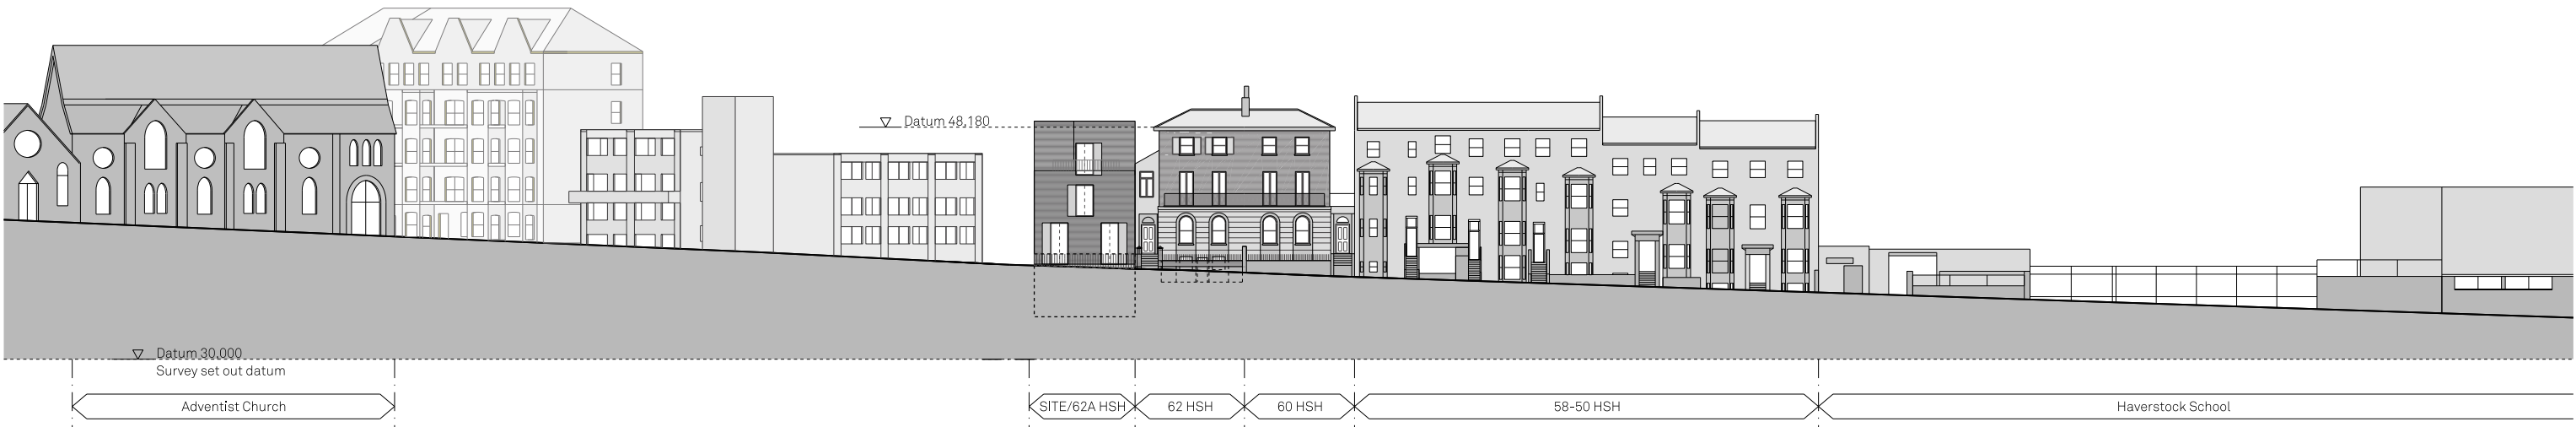 Datum 48,180
Datum 30,000
Survey set out datum
Adventist Church
SITE/62A HSH
62 HSH
60 HSH
58-50 HSH
Haverstock School